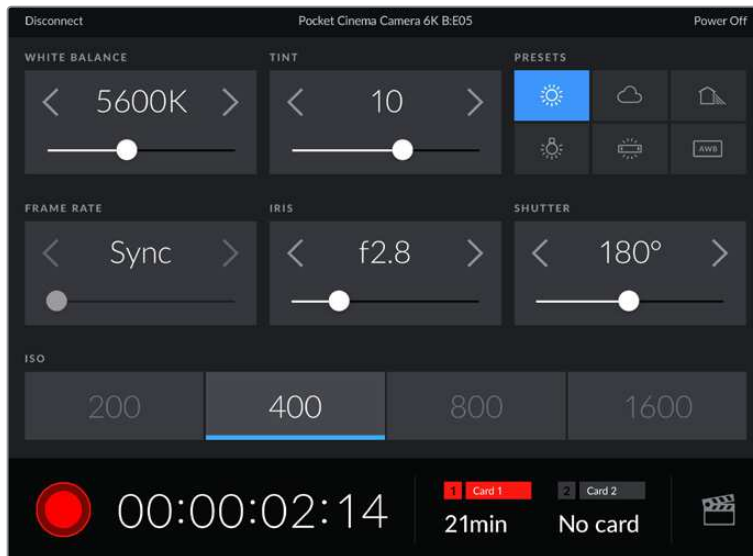 Disconnect Pocket Cinema Camera 6K B:E05 Power Off
WHITE BALANCE TINT PRESETS
5600K 10
AWB
FRAME RATE IRIS SHUTTER
Sync f2.8 180°
ISO
200 400 800 1600
00:00:02:14
1 Card 1 2 Card 2
21min No card